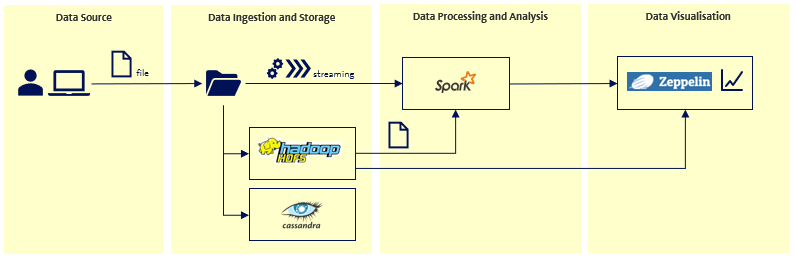 Data Source
Data Ingestion and Storage
Data Processing and Analysis
Data Visualisation
file
streaming
Spark
Zeppelin
hadoop
HDFS
cassandra